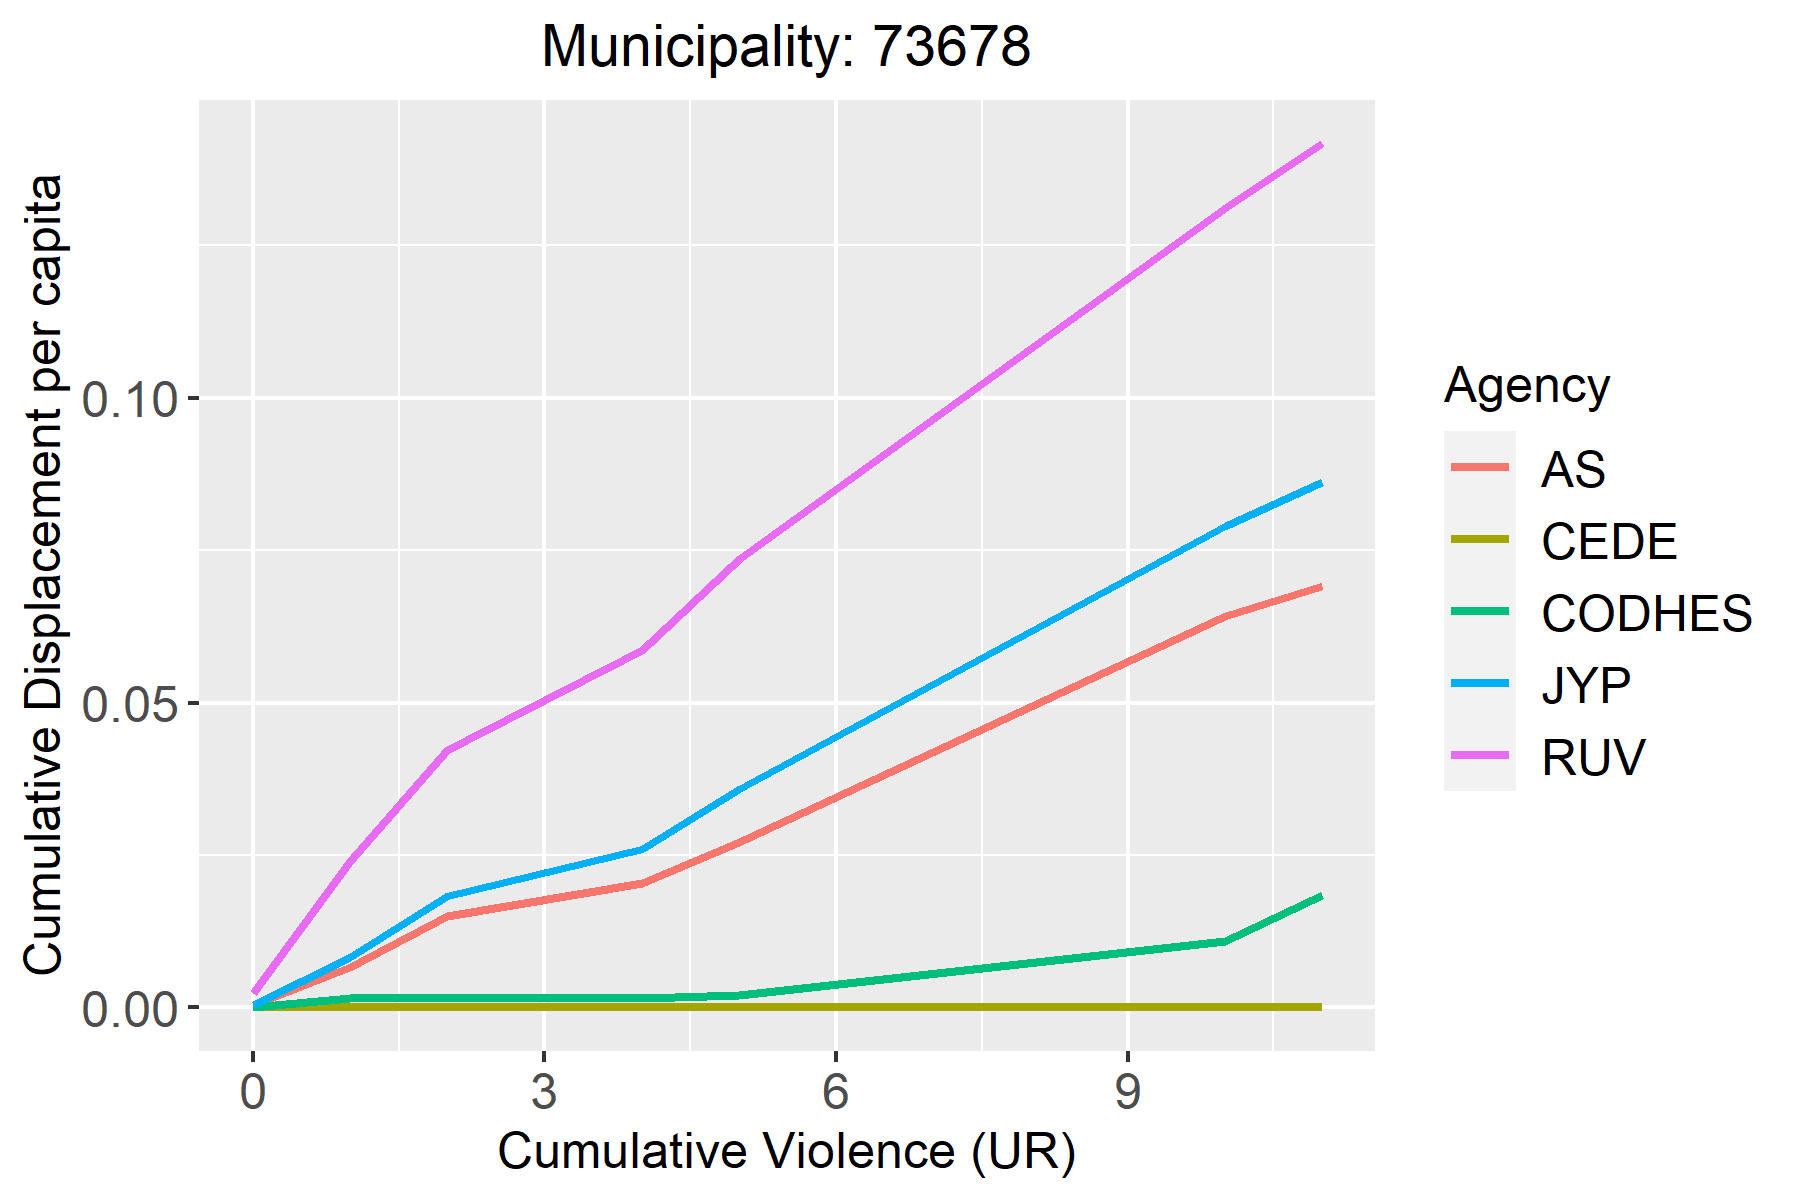 Municipality: 73678
Cumulative Displacement per capita
0.10
0.05
0.00
0
3
6
9
Cumulative Violence (UR)
Agency
AS
CEDE
CODHES
JYP
RUV